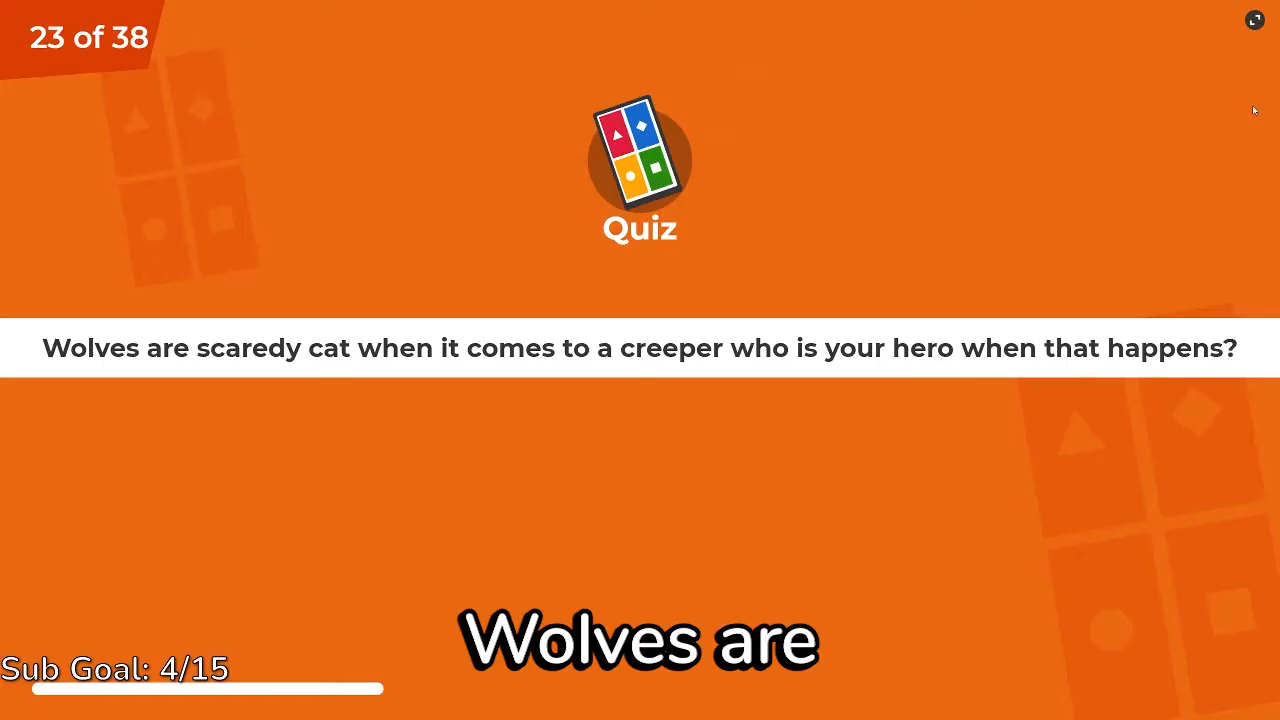 23 of 38
Quiz
Wolves are scaredy cat when it comes to a creeper who is your hero when that happens?
Wolves are
Sub Goal: 4/15